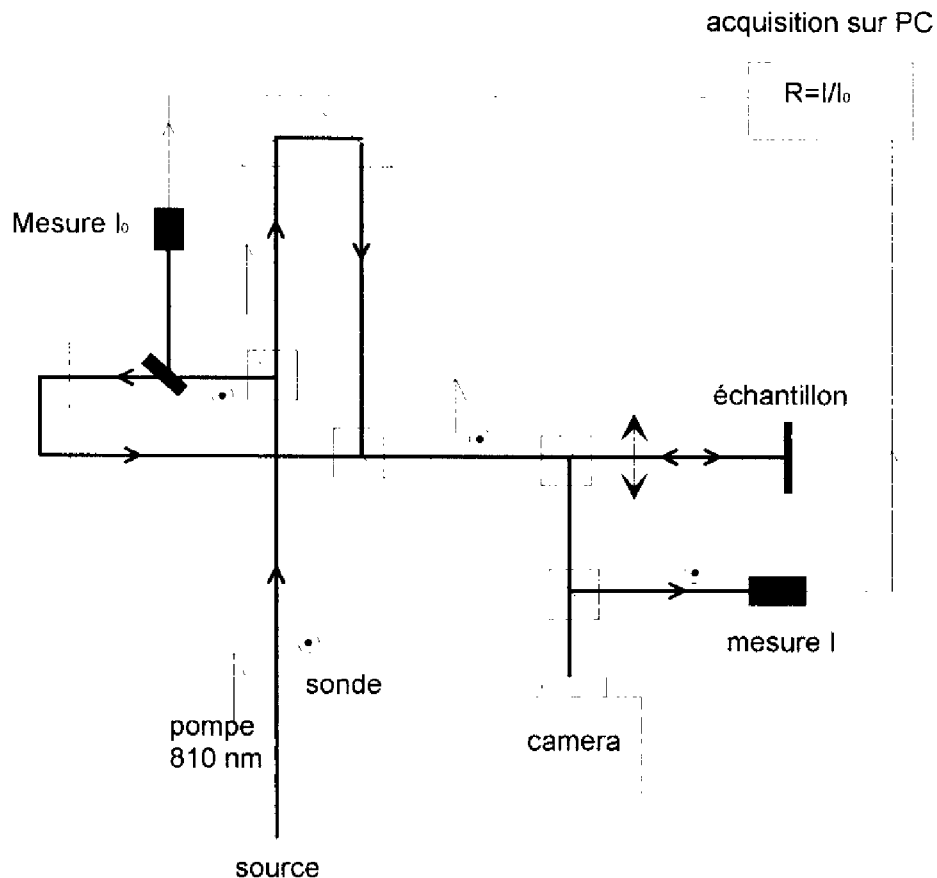 acquisition sur PC
R=I/I₀
Mesure I₀
échantillon
mesure I
sonde
pompe
810 nm
camera
source